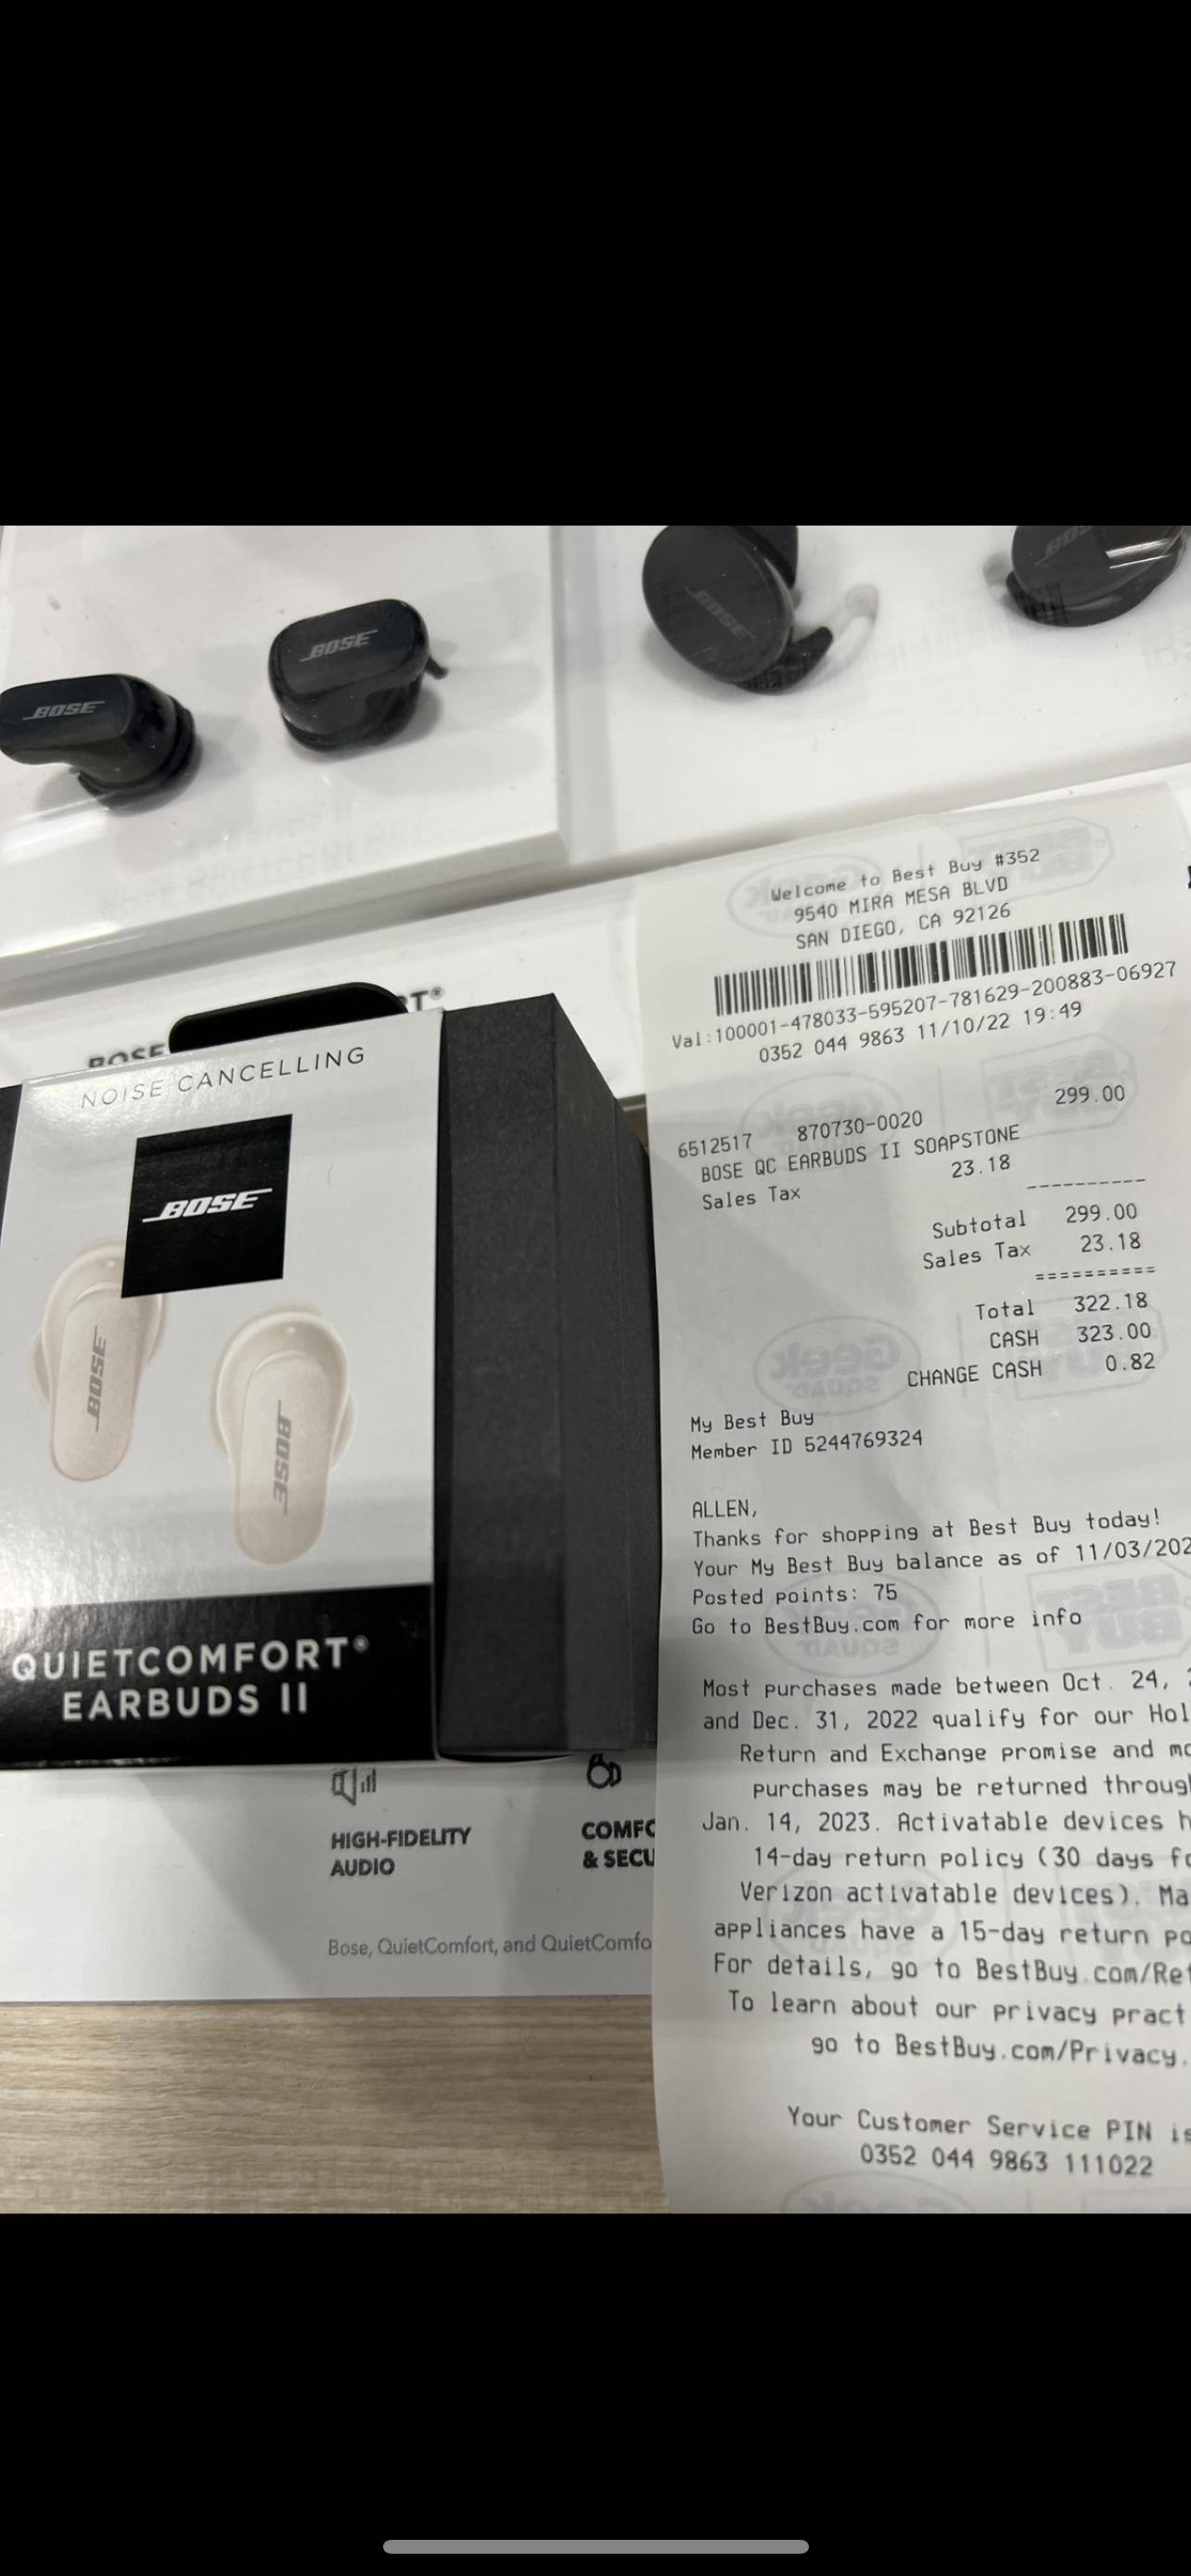 BOSE
BOSE
BOSE
BOSE
Welcome to Best Buy #352
9540 MIRA MESA BLVD
SAN DIEGO, CA 92126
Val:100001-478033-595207-781629-200883-06927
0352 044 9863 11/10/22 19:49
299.00
6512517 870730-0020
BOSE QC EARBUDS II SOAPSTONE
Sales Tax 23.18
----------
Subtotal 299.00
Sales Tax 23.18
==========
Total 322.18
CASH 323.00
CHANGE CASH 0.82
My Best Buy
Member ID 5244769324
ALLEN,
Thanks for shopping at Best Buy today!
Your My Best Buy balance as of 11/03/202
Posted points: 75
Go to BestBuy.com for more info
Most purchases made between Oct. 24,
and Dec. 31, 2022 qualify for our Hol
Return and Exchange promise and mo
purchases may be returned throug
Jan. 14, 2023. Activatable devices h
14-day return policy (30 days fo
Verizon activatable devices). Ma
appliances have a 15-day return po
For details, go to BestBuy.com/Ret
To learn about our privacy pract
go to BestBuy.com/Privacy.
Your Customer Service PIN is
0352 044 9863 111022
BOSE
NOISE CANCELLING
BOSE
BOSE
BOSE
QUIETCOMFORT®
EARBUDS II
HIGH-FIDELITY
AUDIO
COMFO
& SECU
Bose, QuietComfort, and QuietComfo